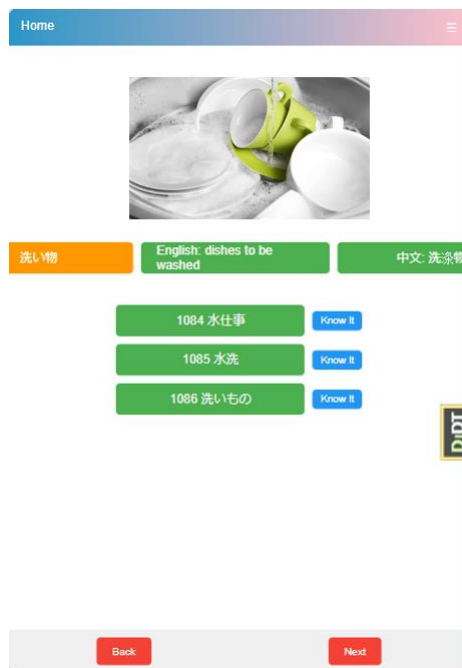 Home
洗い物
English: dishes to be
washed
中文: 洗涤物
1084 水仕事
Know It
1085 水洗
Know It
1086 洗いもの
Know It
DiDT
Back
Next